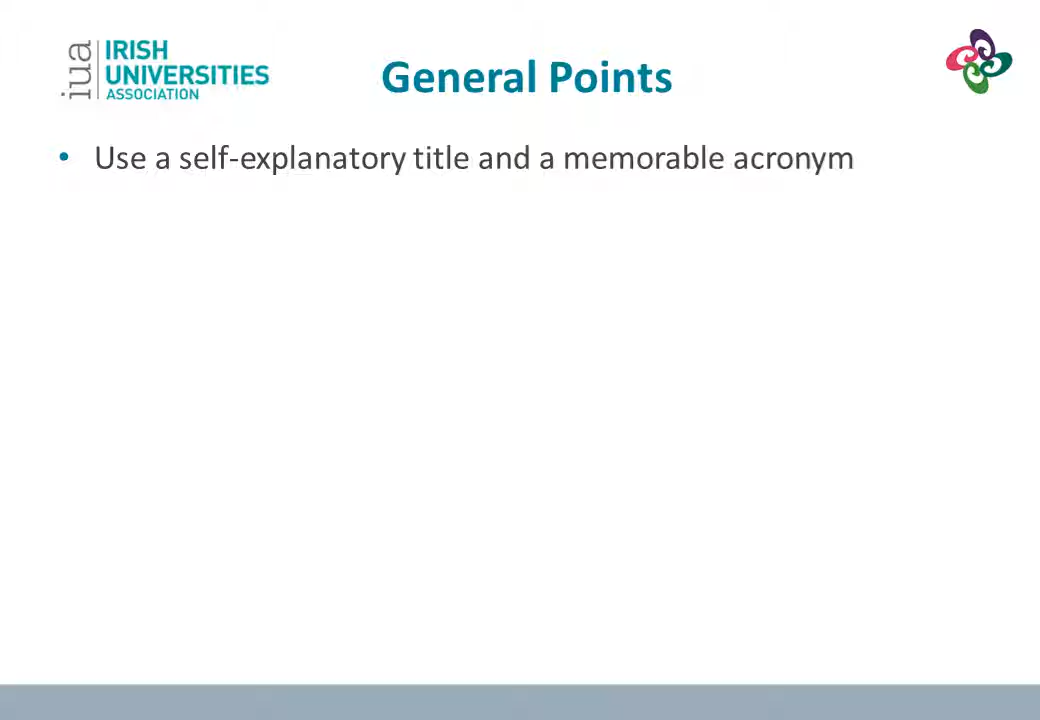 iua
IRISH
UNIVERSITIES
ASSOCIATION
General Points
• Use a self-explanatory title and a memorable acronym